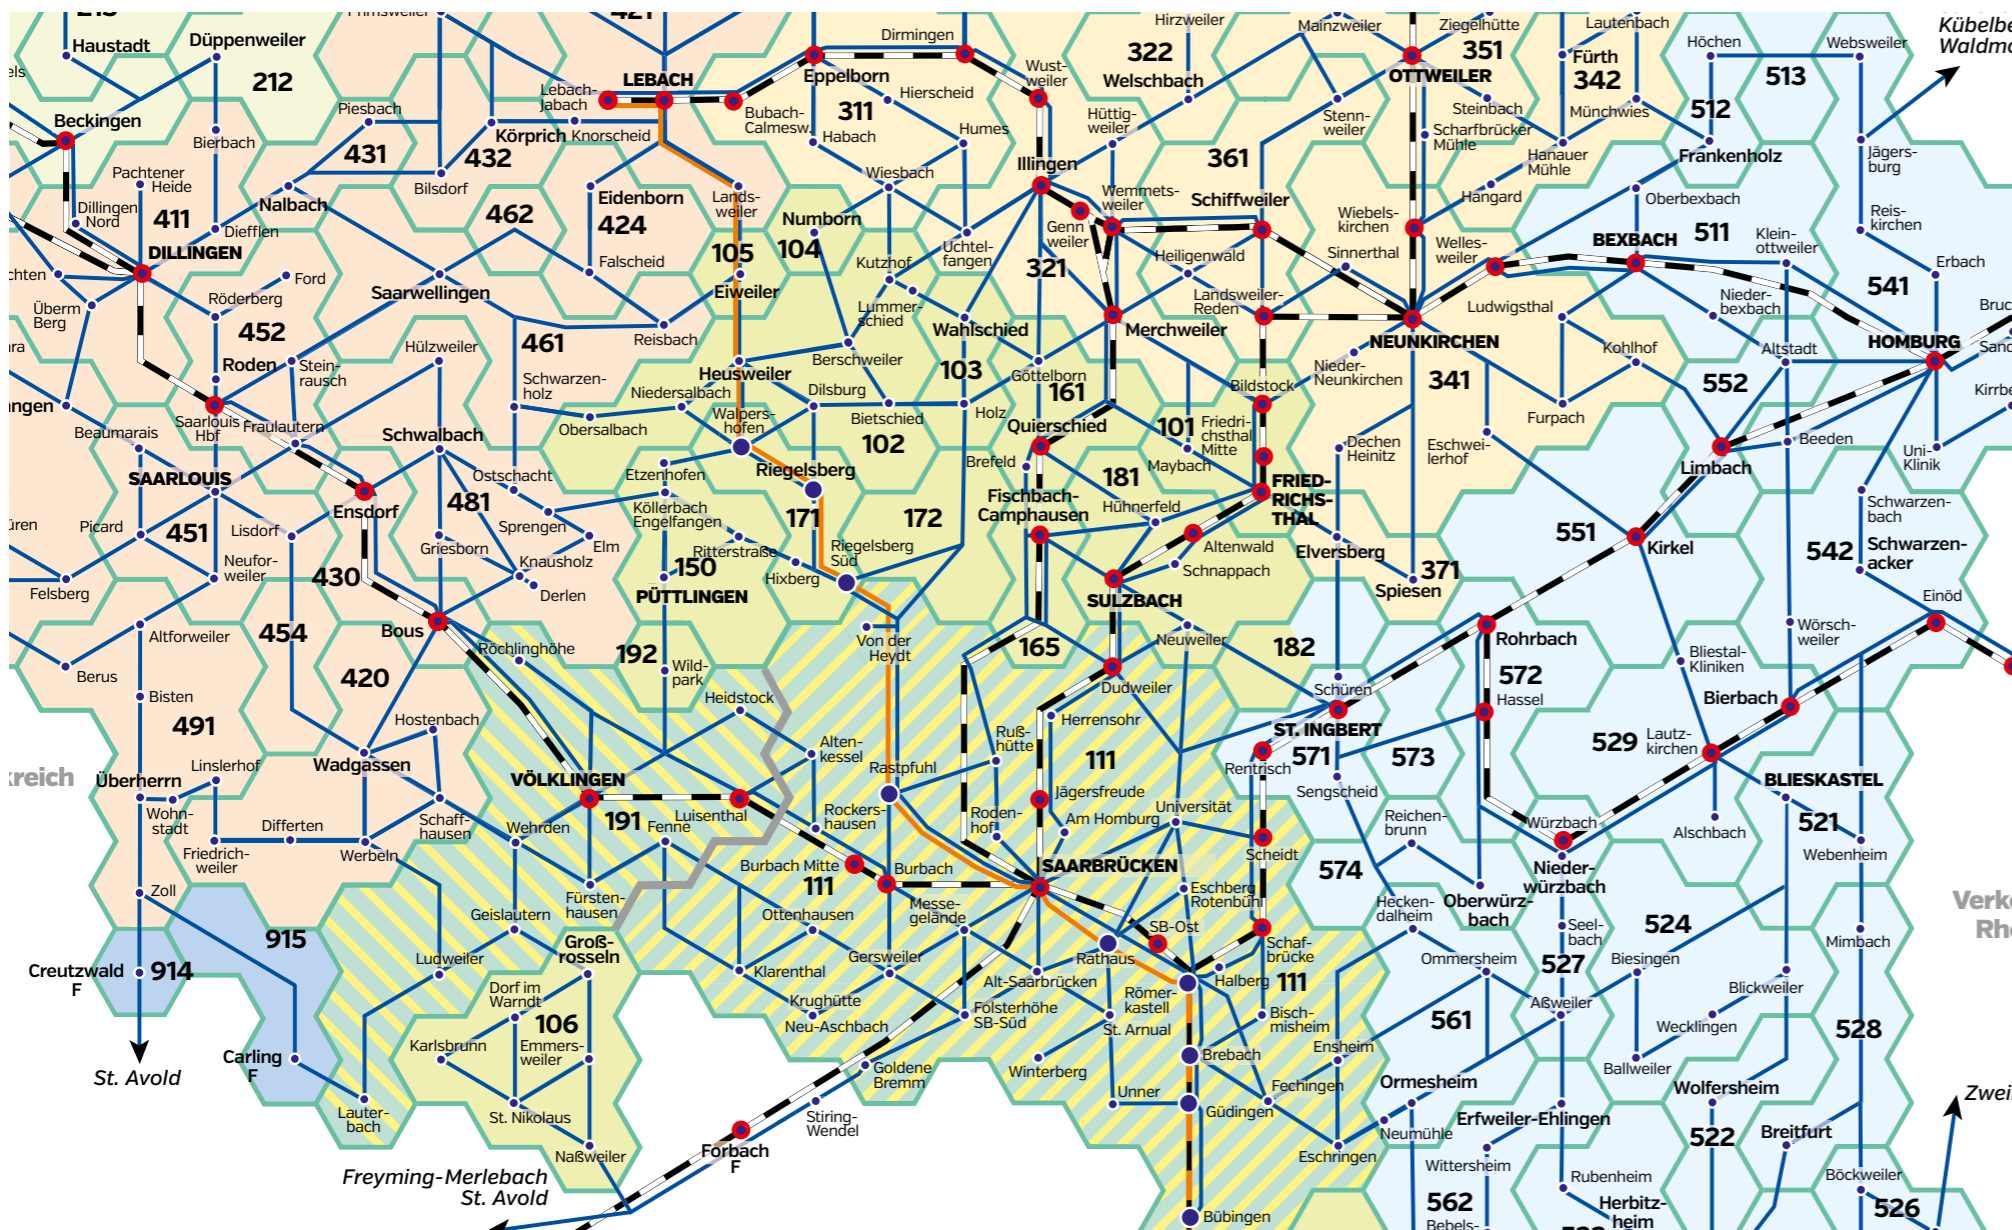 Haustadt
Düppenweiler
212
Beckingen
Bierbach
Piesbach
431
432
Bilsdorf
Körprich
Knorscheid
Lebach-
Jabach
LEBACH
Bubach-
Calmesw.
Eppelborn
Dirmingen
311
Hierscheid
Habach
Humes
Wust-
weiler
322
Welschbach
Hirzweiler
Hüttig-
weiler
Illingen
Mainzweiler
Ziegelhütte
351
OTTWEILER
Steinbach
Stenn-
weiler
Scharfbrücker
Mühle
Fürth
342
Lautenbach
Münchwies
Hanauer
Mühle
Hangard
Höchen
Websweiler
513
512
Frankenholz
Jägers-
burg
Pachtener
Heide
Dillingen
Nord
411
DILLINGEN
Nalbach
Diefflen
462
Eidenborn
424
Falscheid
Lands-
weiler
105
Eiweiler
Numborn
104
Wiesbach
Kutzhof
Uchtel-
fangen
Lummer-
schied
Wemmets-
weiler
Genn
weiler
321
361
Schiffweiler
Heiligenwald
Landsweiler-
Reden
Wiebels-
kirchen
Sinnerthal
Welles-
weiler
Oberbexbach
BEXBACH
511
Klein-
ottweiler
Reis-
kirchen
Erbach
541
Überm
Berg
Röderberg
Ford
452
Roden
Stein-
rausch
Saarwellingen
Hülzweiler
461
Reisbach
Schwarzen-
holz
Heusweiler
Niedersalbach
Obersalbach
Walpers-
hofen
Berschweiler
Dilsburg
Bietschied
102
Wahlschied
103
Holz
Göttelborn
161
Quierschied
Merchweiler
Bildstock
101
Friedri-
chsthal
Mitte
Maybach
NEUNKIRCHEN
Nieder-
Neunkirchen
341
Ludwigsthal
Kohlhof
Furpach
Nieder-
bexbach
Altstadt
552
HOMBURG
Beeden
Limbach
Uni-
Klinik
Beaumarais
Saarlouis
Hbf
Fraulautern
SAARLOUIS
Picard
451
Lisdorf
Neufor-
weiler
Felsberg
Ensdorf
Schwalbach
481
Ostschacht
Sprengen
Elm
Griesborn
Knausholz
Derlen
430
Bous
Etzenhofen
Köllerbach
Engelfangen
Ritterstraße
150
PÜTTLINGEN
Hixberg
Riegelsberg
171
172
Riegelsberg
Süd
Brefeld
Fischbach-
Camphausen
181
Hühnerfeld
FRIED-
RICHS-
THAL
Altenwald
Schnappach
SULZBACH
Dechen
Heinitz
Eschwei-
lerhof
Elversberg
371
Spiesen
551
Kirkel
Schwarzen-
bach
542
Schwarzen-
acker
Einöd
Altforweiler
Berus
454
420
Bisten
491
Hostenbach
Röchlinghöhe
192
Wild-
park
Von der
Heydt
165
Neuweiler
Dudweiler
182
Schüren
ST. INGBERT
Rohrbach
572
Hassel
Bliestal-
Kliniken
Wörsch-
weiler
Bierbach
Linslerhof
Wadgassen
Überherrn
Wohn-
stadt
Friedrich-
weiler
Differten
Werbeln
Schaff-
hausen
VÖLKLINGEN
191
Wehrden
Fenne
Luisenthal
Heidstock
Alten-
kessel
Rockers-
hausen
Rastpfuhl
Herrensohr
Ruß-
hütte
111
Jägersfreude
Roden-
hof
Am Homburg
Universität
Rentrisch
571
573
Sengscheid
529
Lautz-
kirchen
BLIESKASTEL
521
Alschbach
Webenheim
Zoll
915
914
Creutzwald
F
St. Avold
Carling
F
Geislautern
Fürsten-
hausen
Groß-
rosseln
Ludweiler
Dorf im
Warndt
106
Karlsbrunn
Emmers-
weiler
St. Nikolaus
Naßweiler
Lauter-
bach
Burbach Mitte
111
Burbach
Ottenhausen
Messe-
gelände
Klarenthal
Gersweiler
Krughütte
Neu-Aschbach
SAARBRÜCKEN
Alt-Saarbrücken
Folsterhöhe
SB-Süd
Goldene
Bremm
Winterberg
Stiring-
Wendel
Forbach
F
Freyming-Merlebach
St. Avold
Eschberg
Rotenbühl
SB-Ost
Rathaus
Römer-
kastell
St. Arnual
Scheidt
Schaf-
brücke
Halberg
111
Bisch-
misheim
Brebach
Unner
Güdingen
Fechingen
Ensheim
Eschringen
Bübingen
Reichen-
brunn
574
Würzbach
Nieder-
würzbach
Oberwürz-
bach
Hecken-
dalheim
Seel-
bach
524
Ommersheim
527
Biesingen
Aßweiler
561
Blickweiler
Wecklingen
Ballweiler
Mimbach
528
Ormesheim
Erfweiler-Ehlingen
Neumühle
Wittersheim
562
Bebels-
Rubenheim
Herbitz-
heim
Wolfersheim
522
Breitfurt
Böckweiler
526